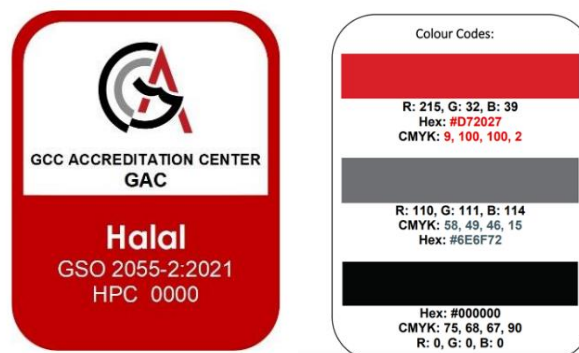 GCC ACCREDITATION CENTER
GAC
Halal
GSO 2055-2:2021
HPC 0000
Colour Codes:
R: 215, G: 32, B: 39
Hex: #D72027
CMYK: 9, 100, 100, 2
R: 110, G: 111, B: 114
CMYK: 58, 49, 46, 15
Hex: #6E6F72
Hex: #000000
CMYK: 75, 68, 67, 90
R: 0, G: 0, B: 0